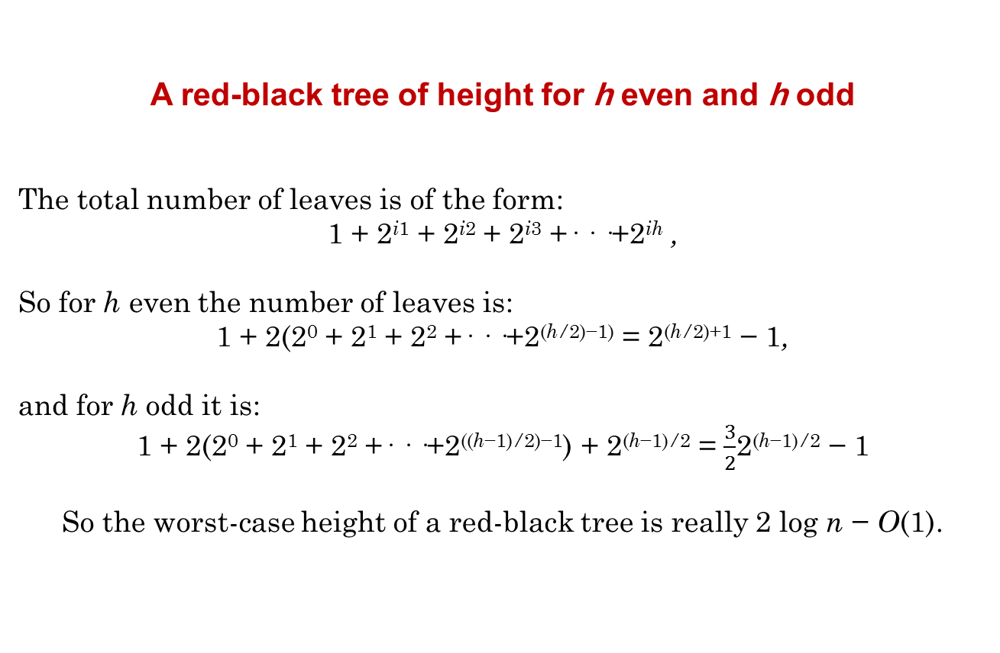 A red-black tree of height for h even and h odd
The total number of leaves is of the form:
1 + 2^{i1} + 2^{i2} + 2^{i3} + · · ·+2^{ih} ,
So for h even the number of leaves is:
1 + 2(2^0 + 2^1 + 2^2 + · · ·+2^{(h/2)−1)} = 2^{(h/2)+1} − 1,
and for h odd it is:
1 + 2(2^0 + 2^1 + 2^2 + · · ·+2^{((h−1)/2)−1}) + 2^{(h−1)/2} = \frac{3}{2}2^{(h−1)/2} − 1
So the worst-case height of a red-black tree is really 2 log n − O(1).